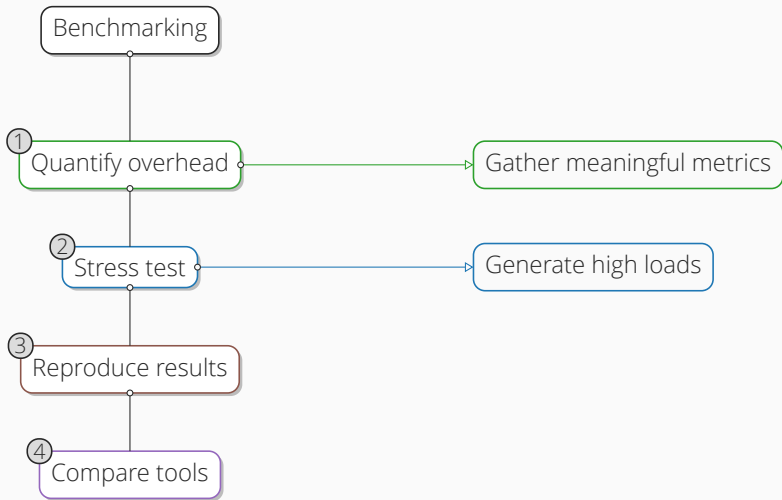 Benchmarking
1
Quantify overhead
Gather meaningful metrics
2
Stress test
Generate high loads
3
Reproduce results
4
Compare tools